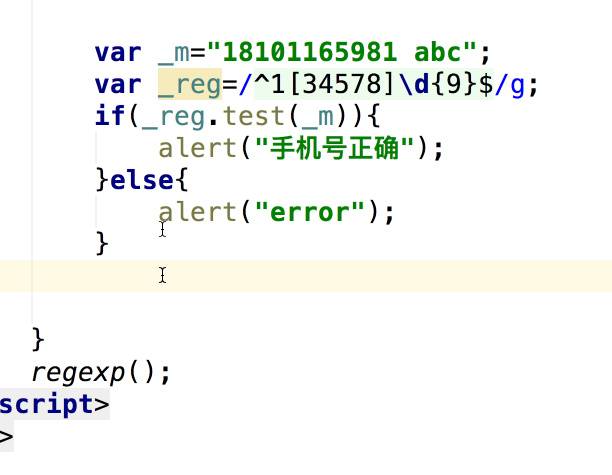 var _m="18101165981 abc";
var _reg=/^1[34578]\d{9}$/g;
if(_reg.test(_m)){
alert("手机号正确");
}else{
alert("error");
}
}
regexp();
script>
>